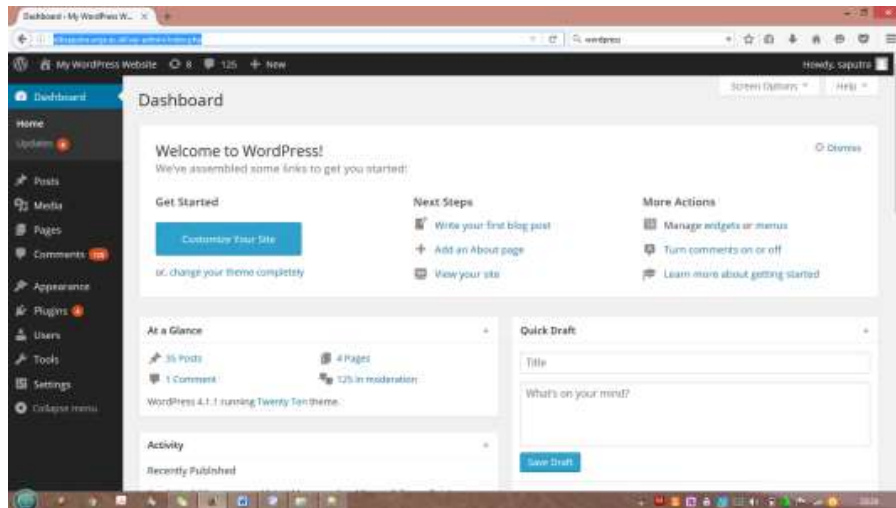 Dashboard - My WordPress W...
wordpress
My WordPress Website 8 125 + New
Howdy, saputra
Dashboard
Home
Updates
Posts
Media
Pages
Comments
Appearance
Plugins
Users
Tools
Settings
Collapse menu
Screen Options
Help
Dashboard
Welcome to WordPress!
We've assembled some links to get you started:
Dismiss
Get Started
Customize Your Site
or, change your theme completely
Next Steps
Write your first blog post
Add an About page
View your site
More Actions
Manage widgets or menus
Turn comments on or off
Learn more about getting started
At a Glance
35 Posts
4 Pages
1 Comment
125 in moderation
WordPress 4.1.1 running Twenty Ten theme.
Activity
Recently Published
Quick Draft
Title
What's on your mind?
Save Draft